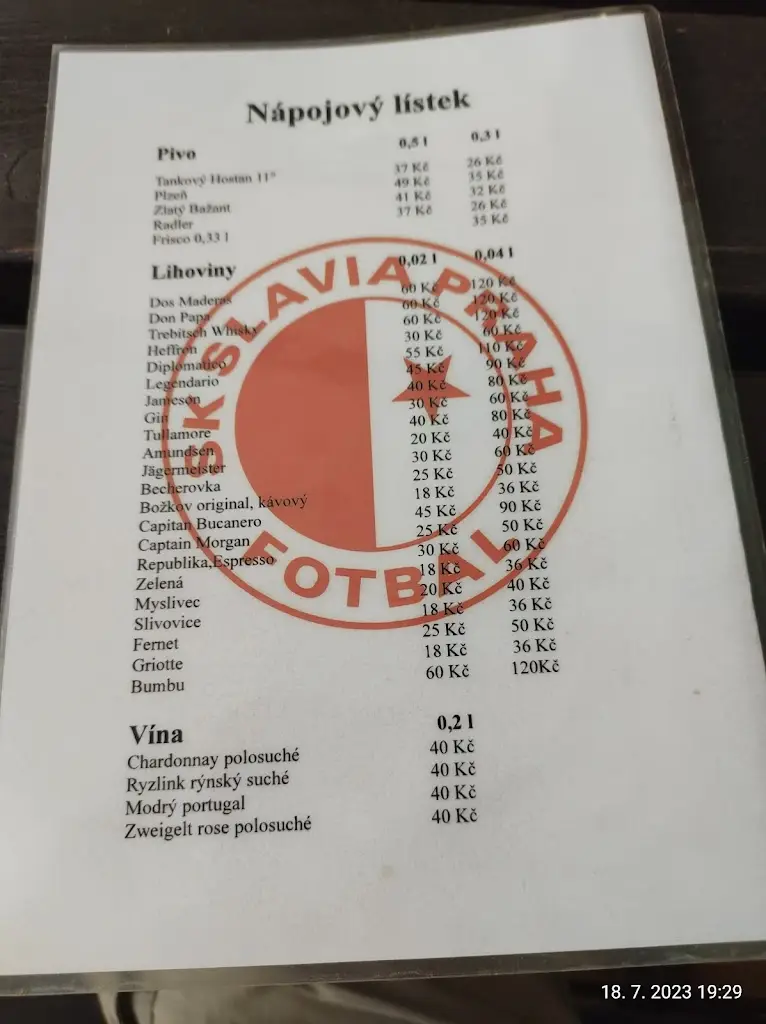 Nápojový lístek
Pivo 0,5 l 0,3 l
Tankový Hostan 11° 37 Kč 26 Kč
Plzeň 49 Kč 35 Kč
Zlatý Bažant 41 Kč 32 Kč
Radler 37 Kč 26 Kč
Frisco 0,33 l 35 Kč
Lihoviny 0,02 l 0,04 l
Dos Maderas 60 Kč 120 Kč
Don Papa 60 Kč 120 Kč
Trebitsch Whisky 60 Kč 120 Kč
Heffron 30 Kč 60 Kč
Diplomatico 55 Kč 110 Kč
Legendario 45 Kč 90 Kč
Jameson 40 Kč 80 Kč
Gin 30 Kč 60 Kč
Tullamore 40 Kč 80 Kč
Amundsen 20 Kč 40 Kč
Jägermeister 30 Kč 60 Kč
Becherovka 25 Kč 50 Kč
Božkov original, kávový 18 Kč 36 Kč
Capitan Bucanero 45 Kč 90 Kč
Captain Morgan 25 Kč 50 Kč
Republika,Espresso 30 Kč 60 Kč
Zelená 18 Kč 36 Kč
Myslivec 20 Kč 40 Kč
Slivovice 18 Kč 36 Kč
Fernet 25 Kč 50 Kč
Griotte 18 Kč 36 Kč
Bumbu 60 Kč 120Kč
SK SLAVIA PRAHA
FOTBAL
Vína 0,2 l
Chardonnay polosuché 40 Kč
Ryzlink rýnský suché 40 Kč
Modrý portugal 40 Kč
Zweigelt rose polosuché 40 Kč
18. 7. 2023 19:29